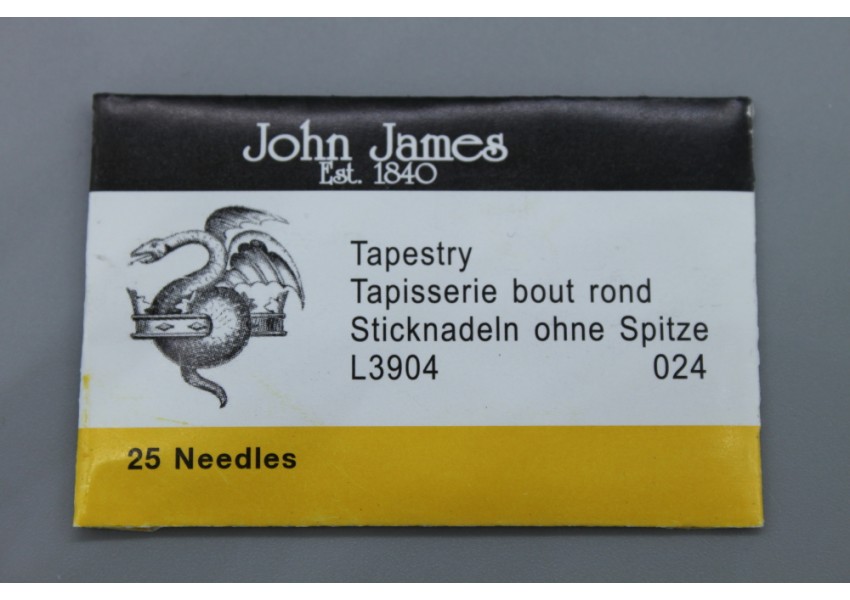 John James
Est. 1840
Tapestry
Tapisserie bout rond
Sticknadeln ohne Spitze
L3904 024
25 Needles